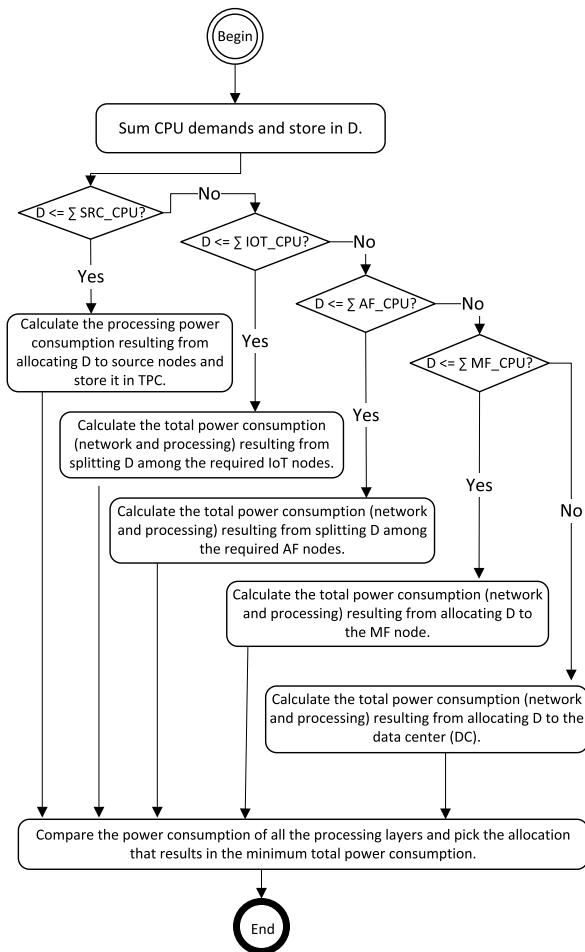 Begin
Sum CPU demands and store in D.
D <= ∑ SRC_CPU?
No
D <= ∑ IOT_CPU?
No
Yes
D <= ∑ AF_CPU?
No
Calculate the processing power
consumption resulting from
allocating D to source nodes and
store it in TPC.
Yes
D <= ∑ MF_CPU?
Yes
Calculate the total power consumption
(network and processing) resulting from
splitting D among the required IoT nodes.
Yes
No
Calculate the total power consumption (network
and processing) resulting from splitting D among
the required AF nodes.
Calculate the total power consumption (network
and processing) resulting from allocating D to
the MF node.
Calculate the total power consumption (network
and processing) resulting from allocating D to the
data center (DC).
Compare the power consumption of all the processing layers and pick the allocation
that results in the minimum total power consumption.
End